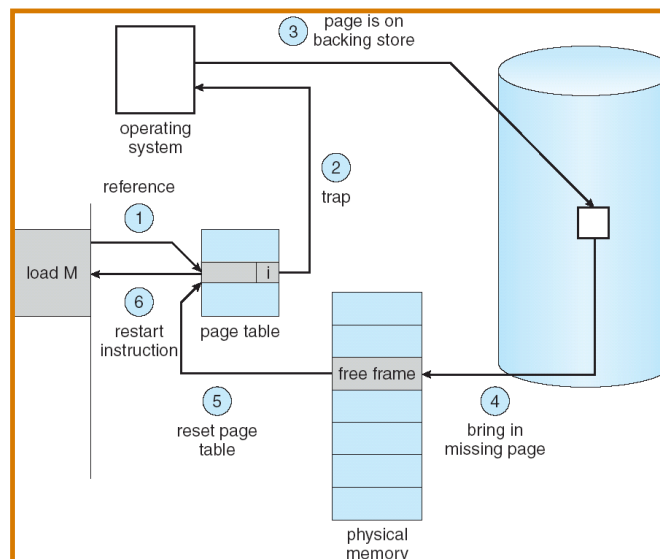 3
page is on
backing store
operating
system
2
trap
reference
1
load M
i
6
restart
instruction
page table
free frame
5
reset page
table
4
bring in
missing page
physical
memory